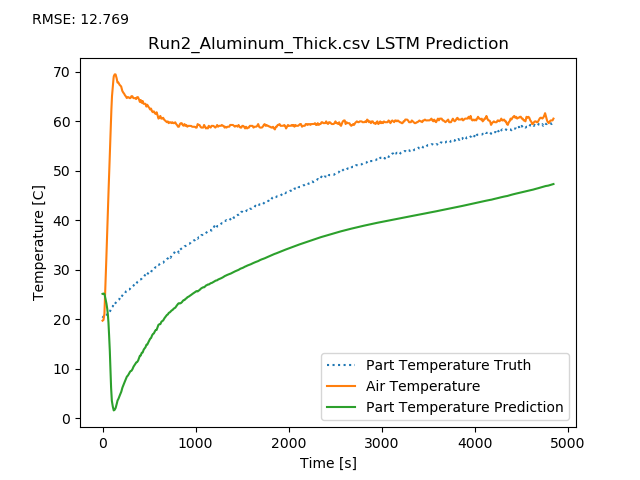 RMSE: 12.769
Run2_Aluminum_Thick.csv LSTM Prediction
Temperature [C]
70
60
50
40
30
20
10
0
Part Temperature Truth
Air Temperature
Part Temperature Prediction
0 1000 2000 3000 4000 5000
Time [s]